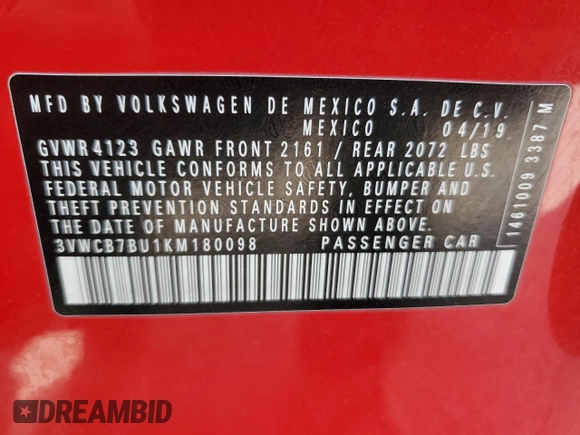 MFD BY VOLKSWAGEN DE MEXICO S.A. DE C.V.
MEXICO 04/19
GVWR4123 GAWR FRONT 2161 / REAR 2072 LBS
THIS VEHICLE CONFORMS TO ALL APPLICABLE U.S.
FEDERAL MOTOR VEHICLE SAFETY, BUMPER AND
THEFT PREVENTION STANDARDS IN EFFECT ON
THE DATE OF MANUFACTURE SHOWN ABOVE.
3VWCB7BU1KM180098 PASSENGER CAR
1461009 3387 M
DREAMBID